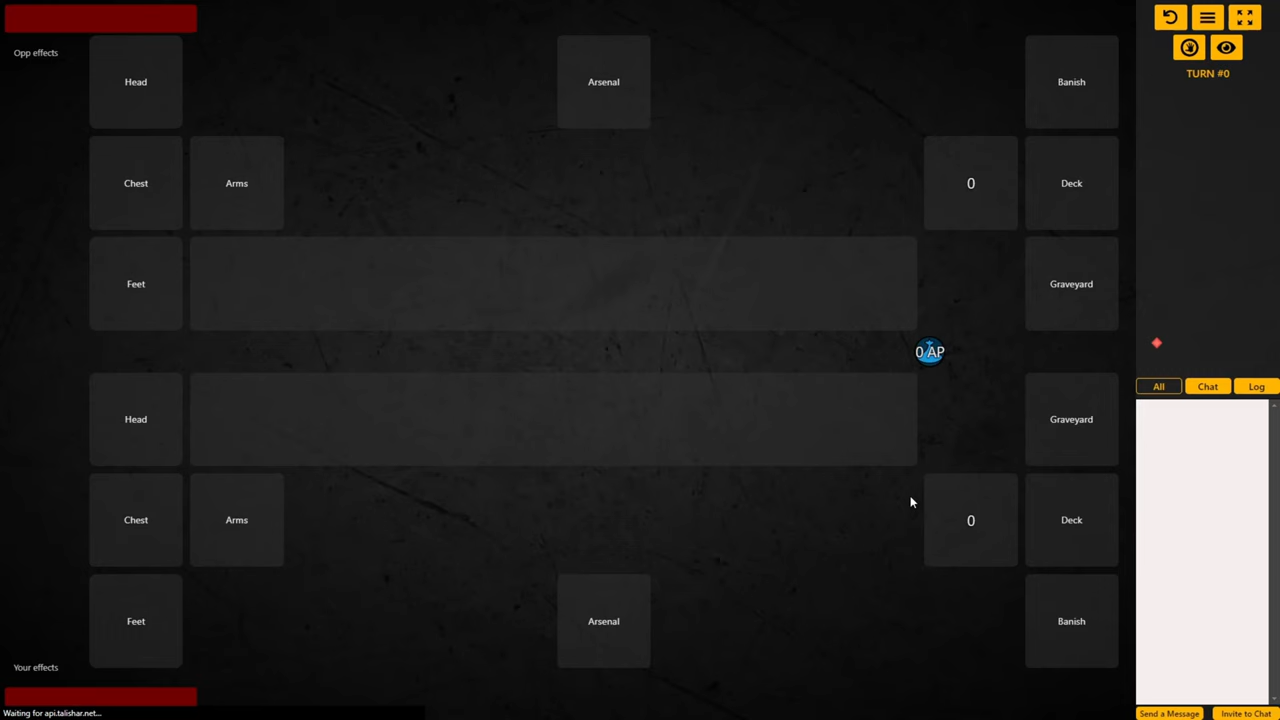 Opp effects
Head
Arsenal
Banish
TURN #0
Chest
Arms
0
Deck
Feet
Graveyard
0 AP
All
Chat
Log
Head
Graveyard
Chest
Arms
0
Deck
Feet
Arsenal
Banish
Your effects
Waiting for api.talishar.net...
Send a Message
Invite to Chat